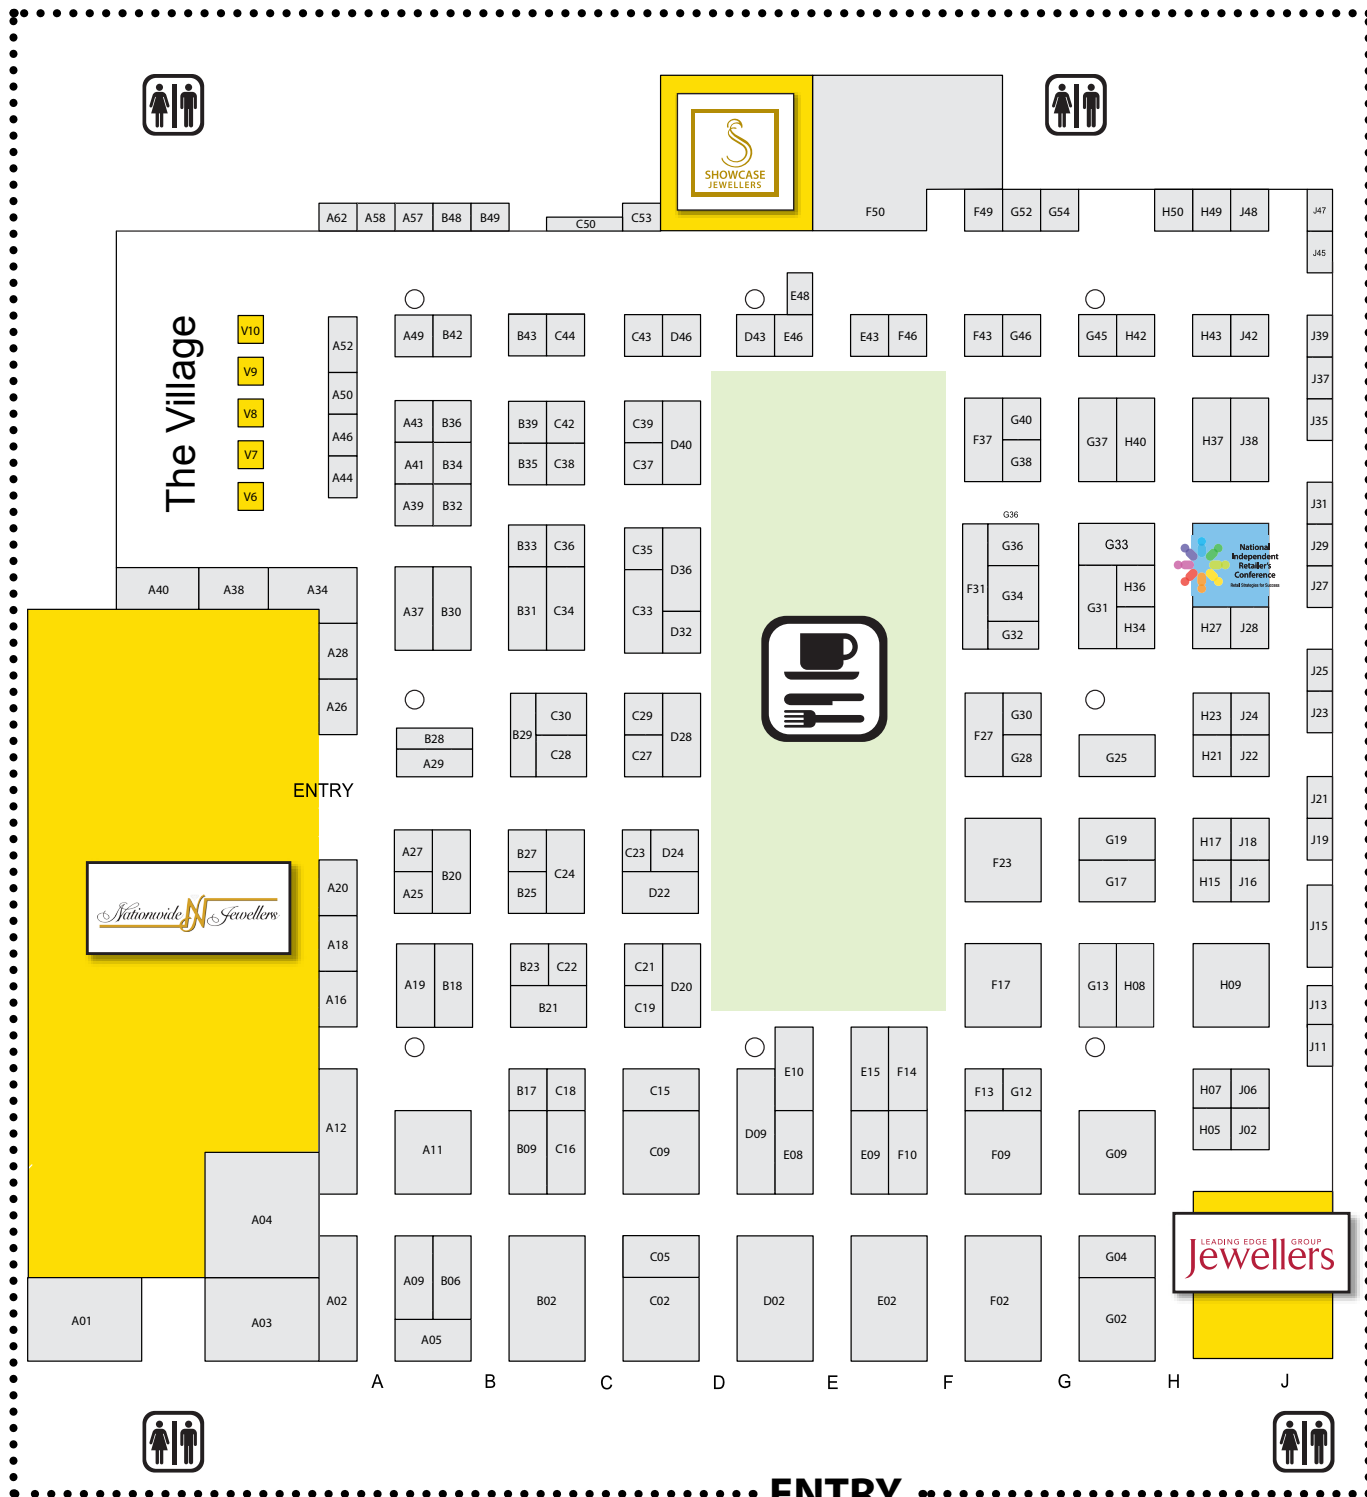 SHOWCASE
JEWELLERS
A62 A58 A57 B48 B49 C50 C53 F50 F49 G52 G54 H50 H49 J48 J47
J45
The Village
E48
V10 A52 A49 B42 B43 C44 C43 D46 D43 E46 E43 F46 F43 G46 G45 H42 H43 J42 J39
V9 A50 J37
V8 A43 B36 B39 C42 C39 D40 F37 G40 G37 H40 H37 J38 J35
V7 A46 A41 B34 B35 C38 C37 G38
V6 A44 A39 B32 J31
G36
B33 C36 C35 D36 F31 G36 G33 J29
National
Independent
Retailer's
Conference
Retail Strategies for Success
A40 A38 A34 A37 B30 B31 C34 C33 G34 G31 H36 J27
D32 G32 H34 H27 J28
A28 J25
A26 B29 C30 C29 D28 F27 G30 H23 J24 J23
B28
A29 C28 C27 G28 G25 H21 J22
ENTRY
J21
A27 B20 B27 C24 C23 D24 F23 G19 H17 J18 J19
A20 A25 B25 D22 G17 H15 J16
Nationwide N Jewellers
J15
A18 B23 C22 C21 D20
A16 A19 B18 B21 C19 F17 G13 H08 H09 J13
J11
E10 E15 F14
A12 B17 C18 C15 F13 G12 H07 J06
A11 B09 C16 C09 D09 E08 E09 F10 F09 G09 H05 J02
A04
LEADING EDGE GROUP
Jewellers
C05 G04
A01 A03 A02 A09 B06 B02 C02 D02 E02 F02 G02
A05
A B C D E F G H J
ENTRY